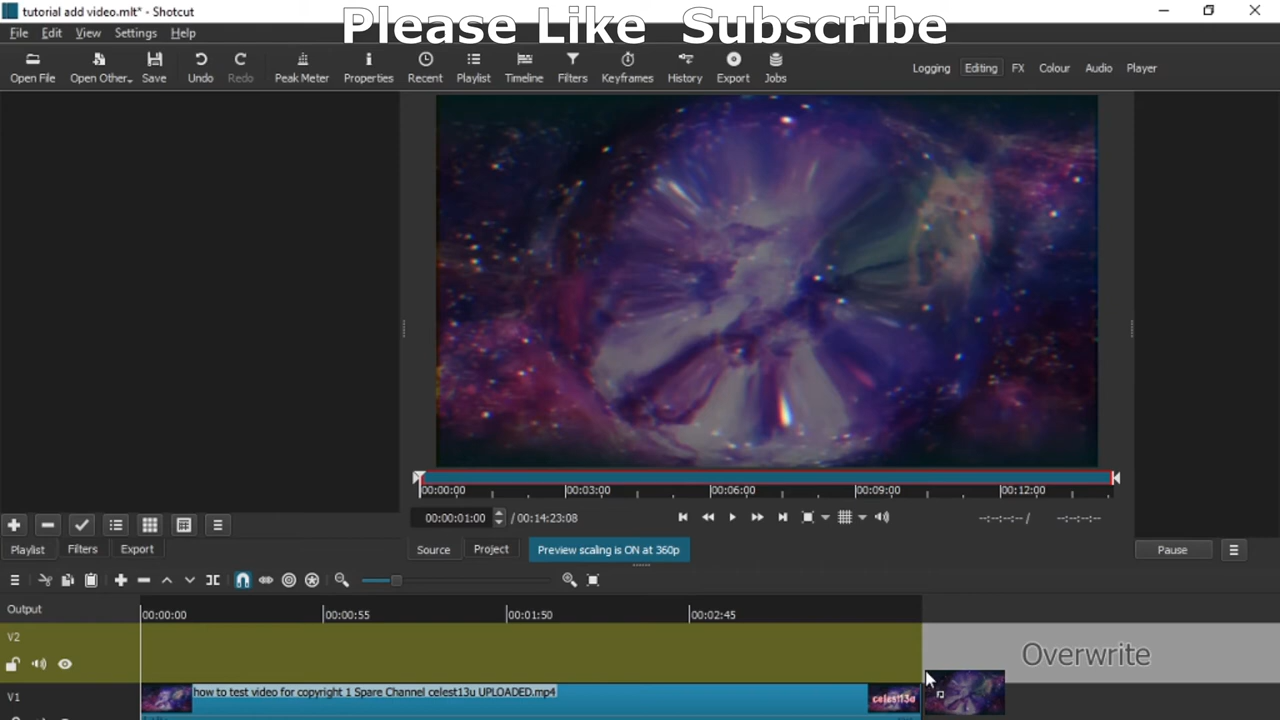 tutorial add video.mlt* - Shotcut
Please Like Subscribe
File Edit View Settings Help
Open File Open Other Save Undo Redo Peak Meter Properties Recent Playlist Timeline Filters Keyframes History Export Jobs Logging Editing FX Colour Audio Player
00:00:00 00:03:00 00:06:00 00:09:00 00:12:00
00:00:01:00 / 00:14:23:08 --:--:--:-- / --:--:--:--
Playlist Filters Export Source Project Preview scaling is ON at 360p Pause
Output 00:00:00 00:00:55 00:01:50 00:02:45
V2
Overwrite
V1 how to test video for copyright 1 Spare Channel celest13u UPLOADED.mp4 celest13a